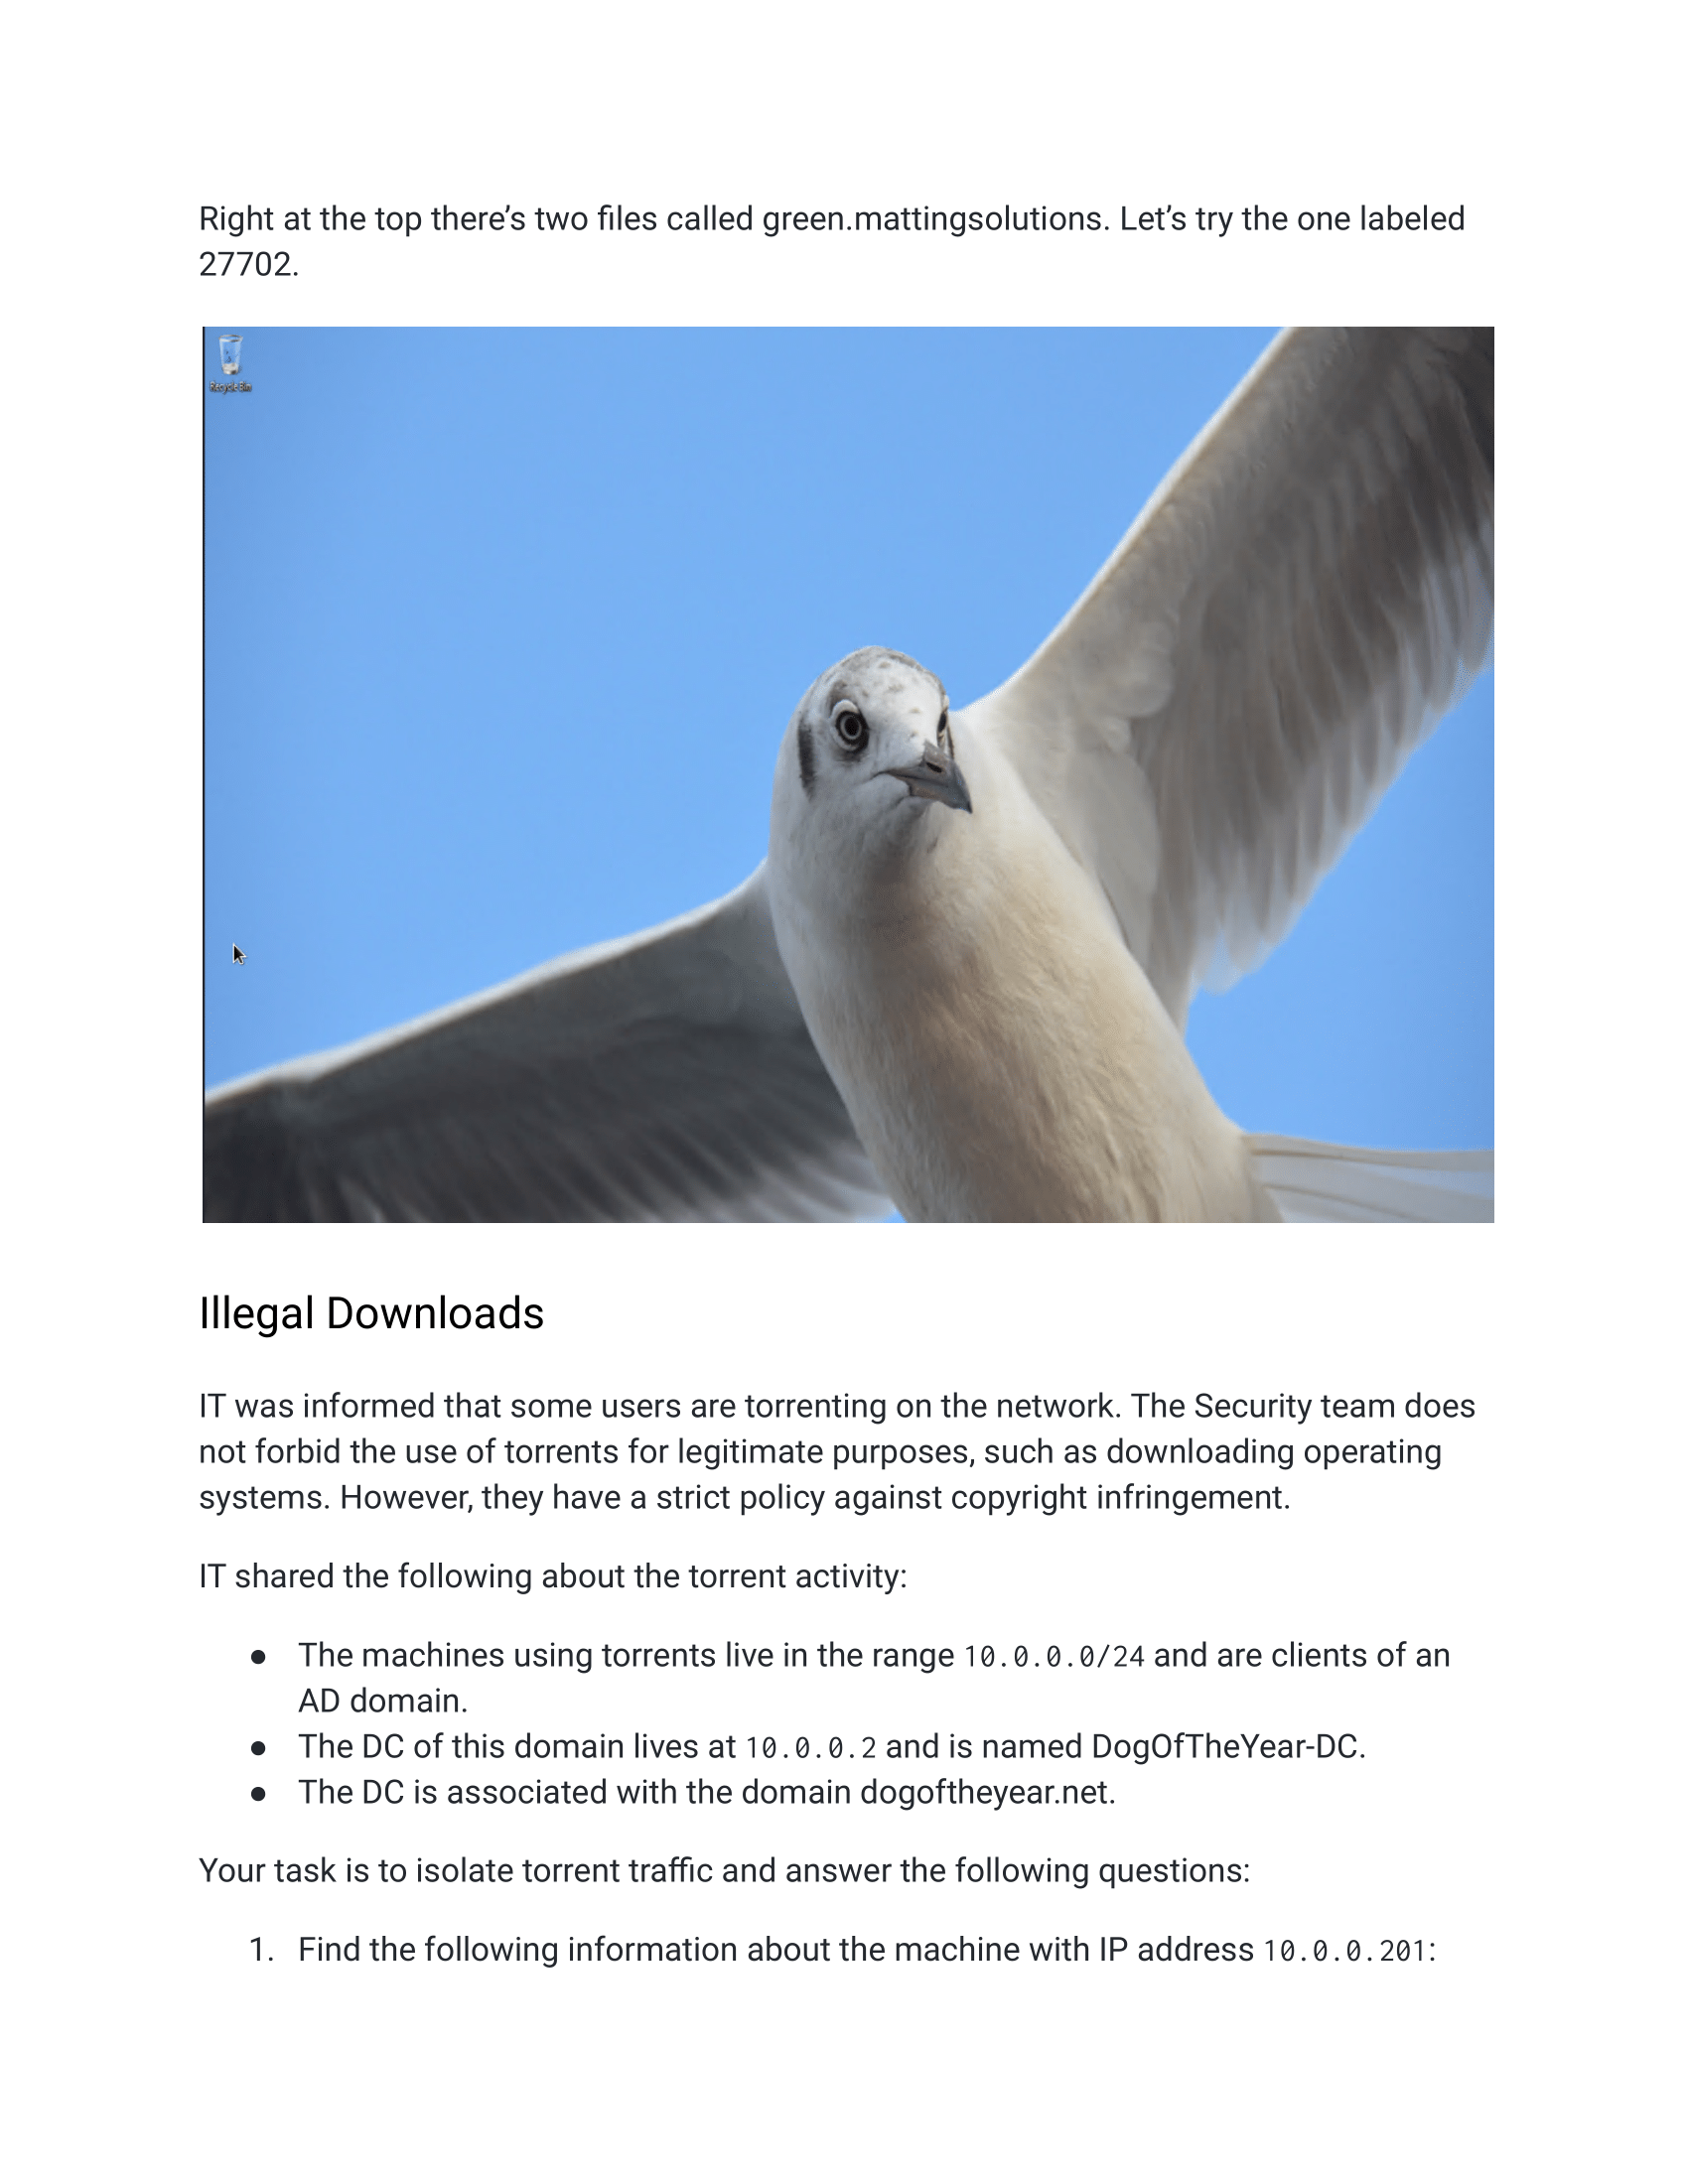 Right at the top there’s two files called green.mattingsolutions. Let’s try the one labeled
27702.
Recycle Bin
Illegal Downloads
IT was informed that some users are torrenting on the network. The Security team does
not forbid the use of torrents for legitimate purposes, such as downloading operating
systems. However, they have a strict policy against copyright infringement.
IT shared the following about the torrent activity:
● The machines using torrents live in the range 10.0.0.0/24 and are clients of an
AD domain.
● The DC of this domain lives at 10.0.0.2 and is named DogOfTheYear-DC.
● The DC is associated with the domain dogoftheyear.net.
Your task is to isolate torrent traffic and answer the following questions:
1. Find the following information about the machine with IP address 10.0.0.201: